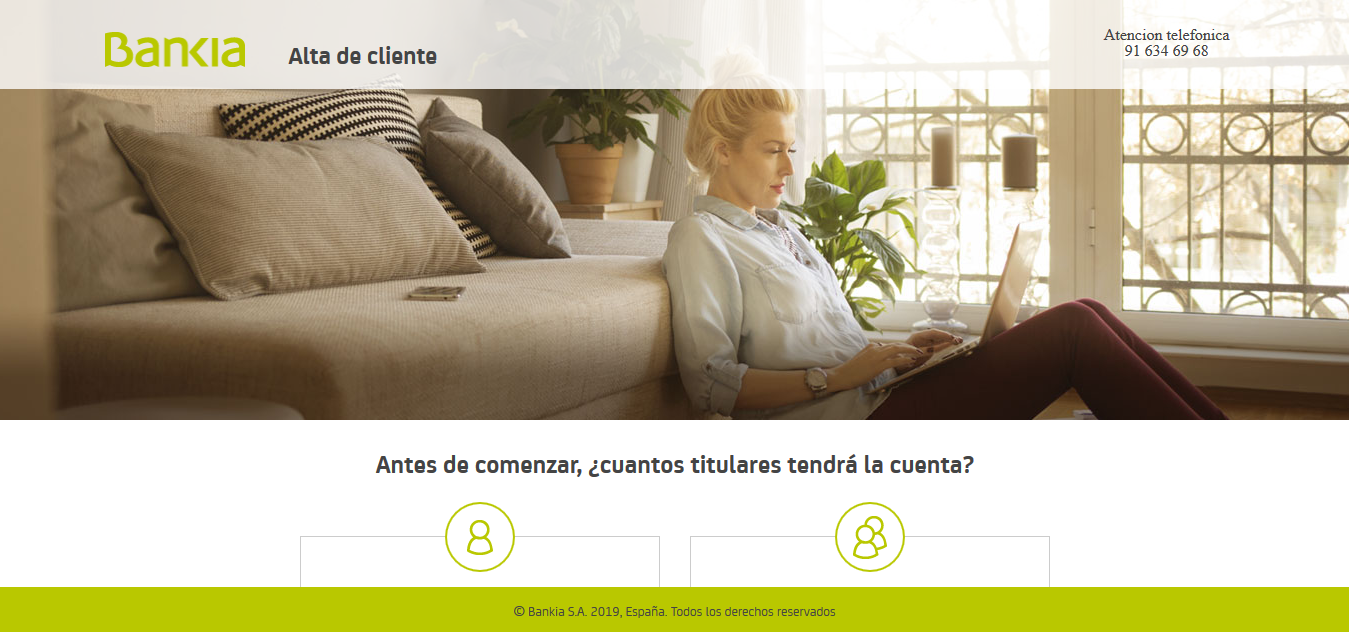 Bankia
Alta de cliente
Atencion telefonica
91 634 69 68
Antes de comenzar, ¿cuantos titulares tendrá la cuenta?
© Bankia S.A. 2019, España. Todos los derechos reservados